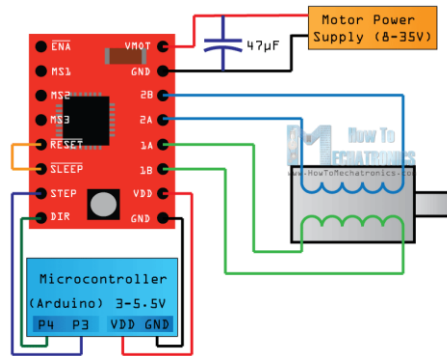 ENA
MS1
MS2
MS3
RESET
SLEEP
STEP
DIR
VMOT
GND
2B
2A
1A
1B
VDD
GND
47µF
Motor Power
Supply (8-35V)
How To
MECHATRONICS
www.HowToMechatronics.com
Microcontroller
(Arduino) 3-5.5V
P4 P3 VDD GND